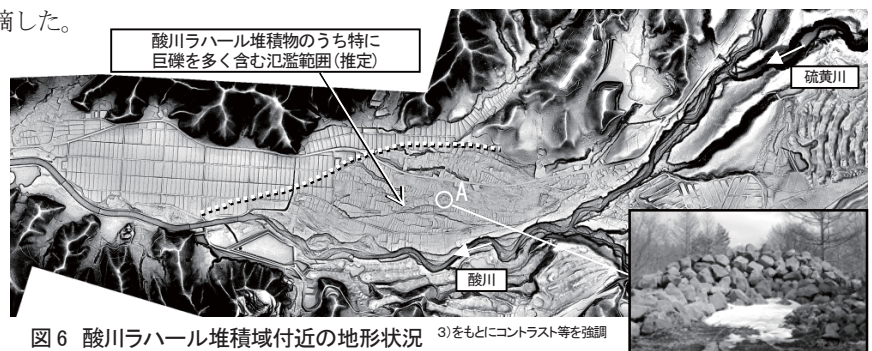 摘した。
酸川ラハール堆積物のうち特に
巨礫を多く含む氾濫範囲(推定)
硫黄川
A
酸川
図6 酸川ラハール堆積域付近の地形状況 3)をもとにコントラスト等を強調